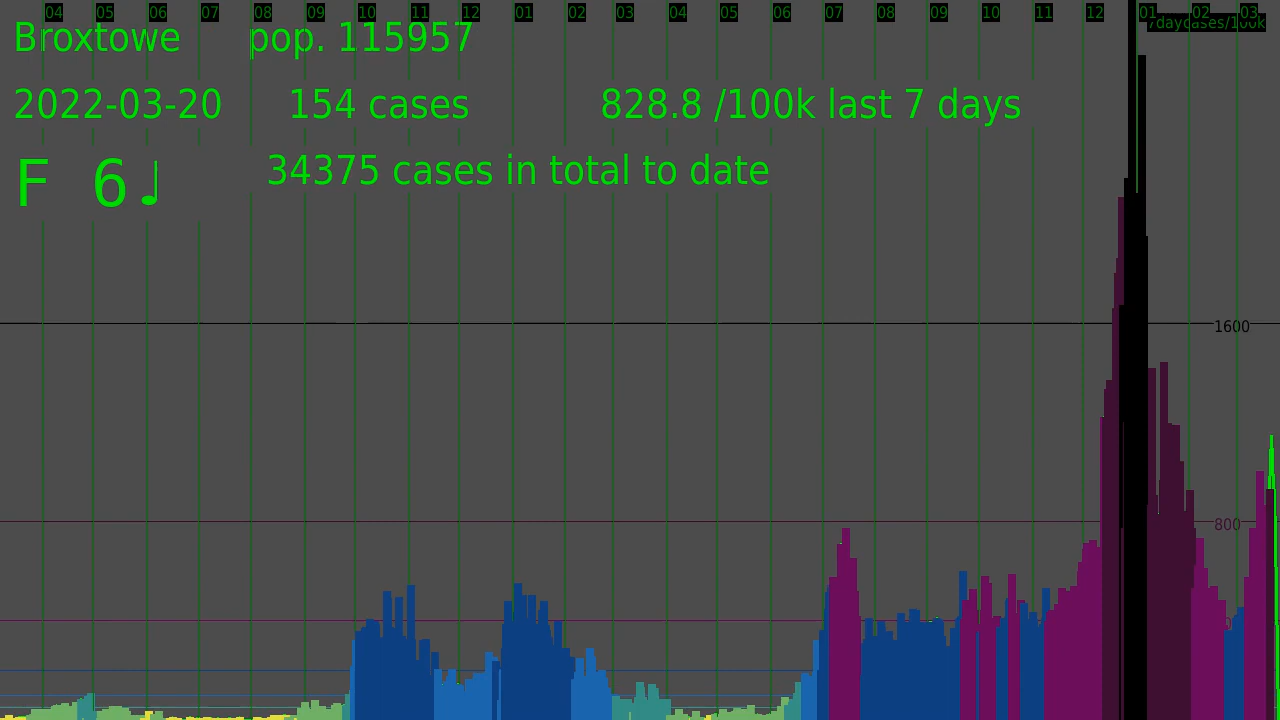 04 05 06 07 08 09 10 11 12 01 02 03 04 05 06 07 08 09 10 11 12 01 02 03
7daycases/100k
Broxtowe pop. 115957
2022-03-20 154 cases 828.8 /100k last 7 days
F 6♩ 34375 cases in total to date
1600
800